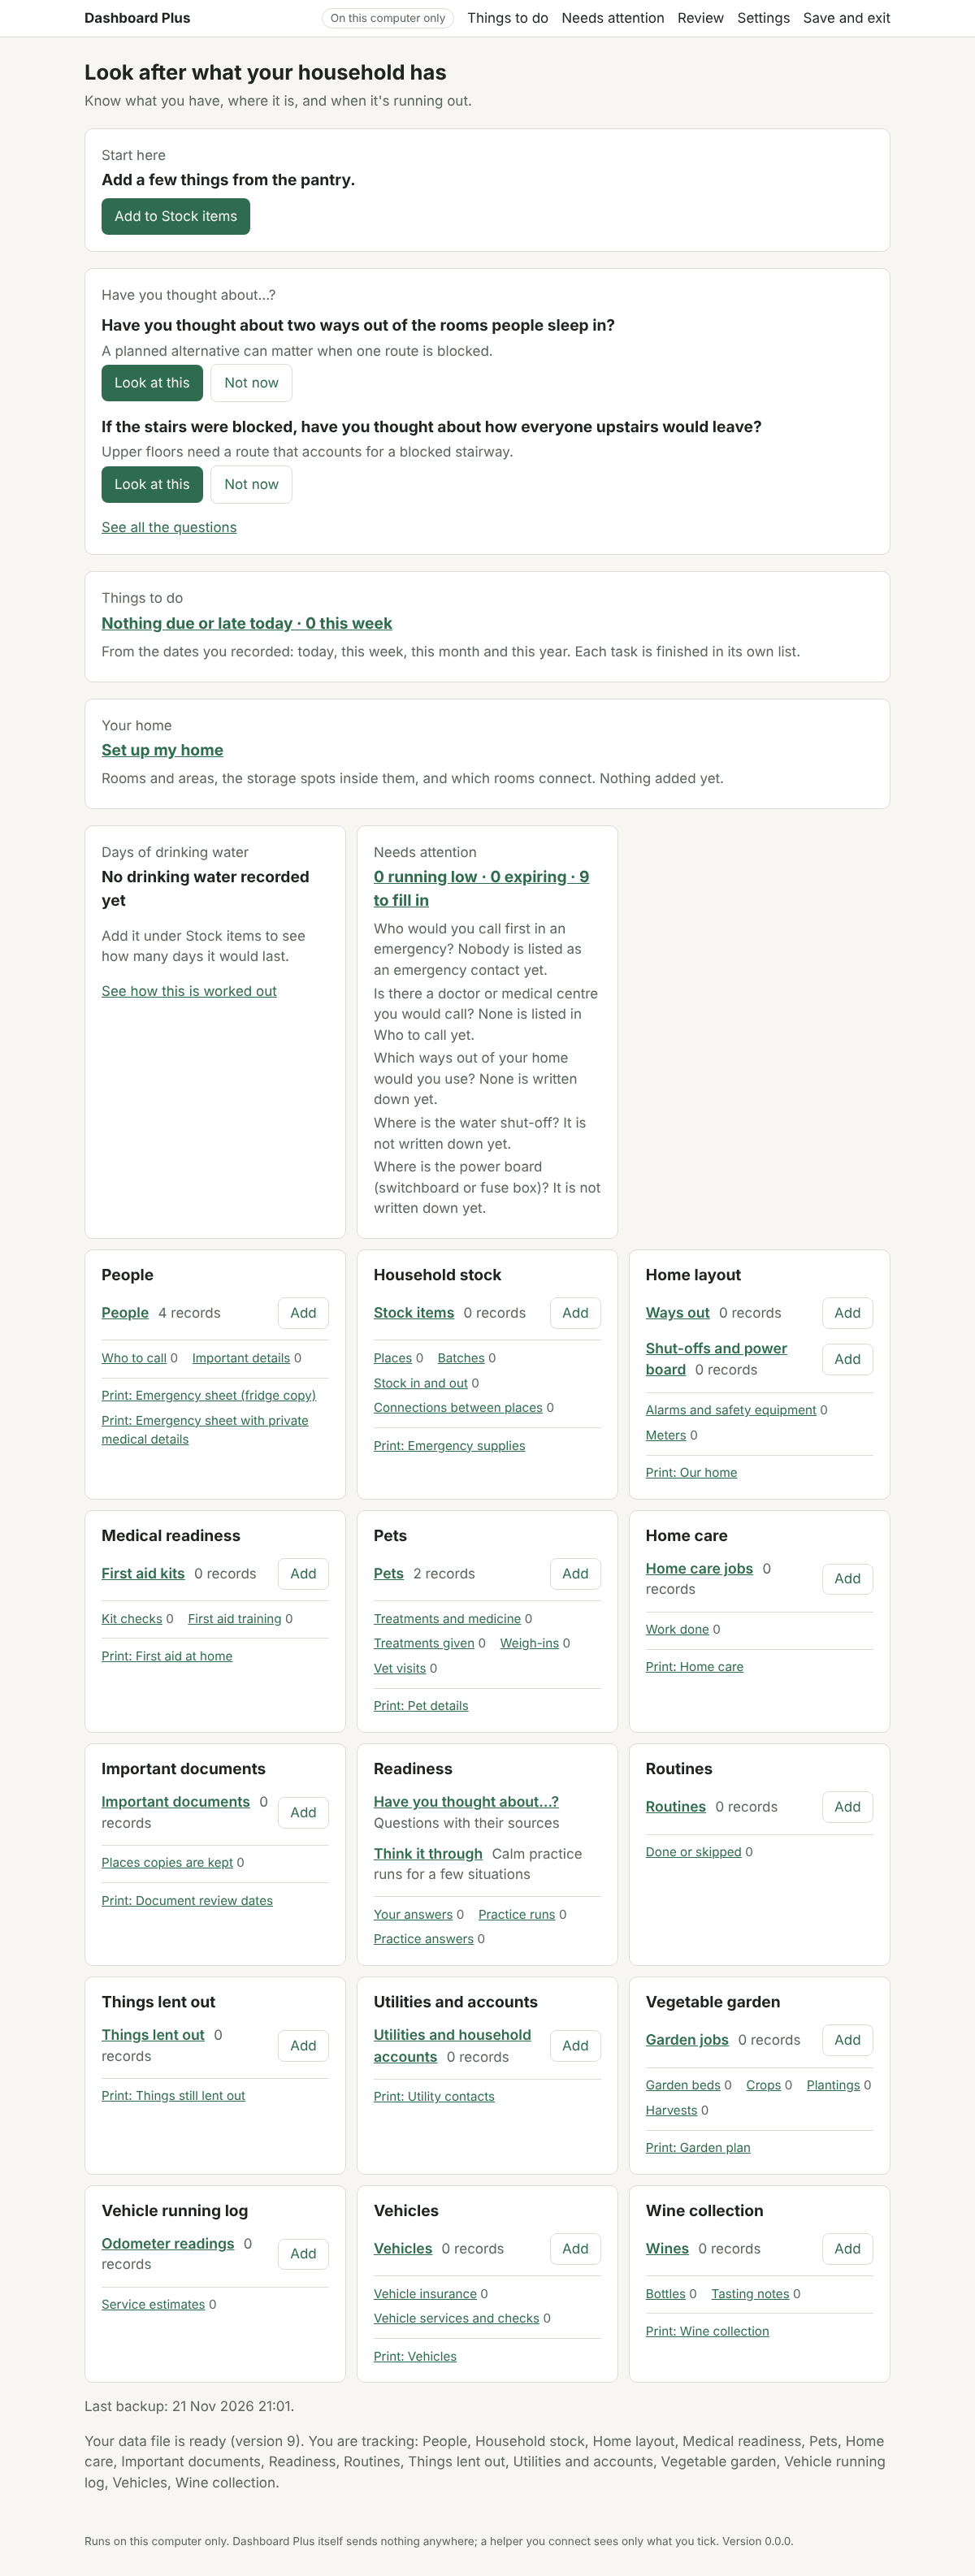 Dashboard Plus
On this computer only
Things to do
Needs attention
Review
Settings
Save and exit
Look after what your household has
Know what you have, where it is, and when it's running out.
Start here
Add a few things from the pantry.
Add to Stock items
Have you thought about...?
Have you thought about two ways out of the rooms people sleep in?
A planned alternative can matter when one route is blocked.
Look at this
Not now
If the stairs were blocked, have you thought about how everyone upstairs would leave?
Upper floors need a route that accounts for a blocked stairway.
Look at this
Not now
See all the questions
Things to do
Nothing due or late today · 0 this week
From the dates you recorded: today, this week, this month and this year. Each task is finished in its own list.
Your home
Set up my home
Rooms and areas, the storage spots inside them, and which rooms connect. Nothing added yet.
Days of drinking water
No drinking water recorded
yet
Add it under Stock items to see
how many days it would last.
See how this is worked out
Needs attention
0 running low · 0 expiring · 9
to fill in
Who would you call first in an
emergency? Nobody is listed as
an emergency contact yet.
Is there a doctor or medical centre
you would call? None is listed in
Who to call yet.
Which ways out of your home
would you use? None is written
down yet.
Where is the water shut-off? It is
not written down yet.
Where is the power board
(switchboard or fuse box)? It is not
written down yet.
People
People 4 records
Add
Who to call 0 Important details 0
Print: Emergency sheet (fridge copy)
Print: Emergency sheet with private
medical details
Household stock
Stock items 0 records
Add
Places 0 Batches 0
Stock in and out 0
Connections between places 0
Print: Emergency supplies
Home layout
Ways out 0 records
Add
Shut-offs and power
board 0 records
Add
Alarms and safety equipment 0
Meters 0
Print: Our home
Medical readiness
First aid kits 0 records
Add
Kit checks 0 First aid training 0
Print: First aid at home
Pets
Pets 2 records
Add
Treatments and medicine 0
Treatments given 0 Weigh-ins 0
Vet visits 0
Print: Pet details
Home care
Home care jobs 0
records
Add
Work done 0
Print: Home care
Important documents
Important documents 0
records
Add
Places copies are kept 0
Print: Document review dates
Readiness
Have you thought about...?
Questions with their sources
Think it through Calm practice
runs for a few situations
Your answers 0 Practice runs 0
Practice answers 0
Routines
Routines 0 records
Add
Done or skipped 0
Things lent out
Things lent out 0
records
Add
Print: Things still lent out
Utilities and accounts
Utilities and household
accounts 0 records
Add
Print: Utility contacts
Vegetable garden
Garden jobs 0 records
Add
Garden beds 0 Crops 0 Plantings 0
Harvests 0
Print: Garden plan
Vehicle running log
Odometer readings 0
records
Add
Service estimates 0
Vehicles
Vehicles 0 records
Add
Vehicle insurance 0
Vehicle services and checks 0
Print: Vehicles
Wine collection
Wines 0 records
Add
Bottles 0 Tasting notes 0
Print: Wine collection
Last backup: 21 Nov 2026 21:01.
Your data file is ready (version 9). You are tracking: People, Household stock, Home layout, Medical readiness, Pets, Home
care, Important documents, Readiness, Routines, Things lent out, Utilities and accounts, Vegetable garden, Vehicle running
log, Vehicles, Wine collection.
Runs on this computer only. Dashboard Plus itself sends nothing anywhere; a helper you connect sees only what you tick. Version 0.0.0.